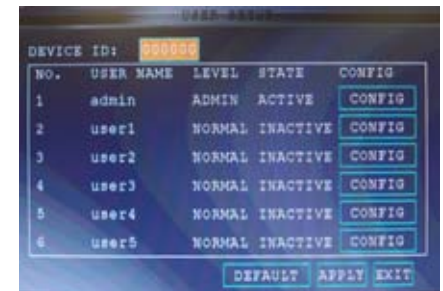 USER SETUP
DEVICE ID: 000000
NO. USER NAME LEVEL STATE CONFIG
1 admin ADMIN ACTIVE CONFIG
2 user1 NORMAL INACTIVE CONFIG
3 user2 NORMAL INACTIVE CONFIG
4 user3 NORMAL INACTIVE CONFIG
5 user4 NORMAL INACTIVE CONFIG
6 user5 NORMAL INACTIVE CONFIG
DEFAULT APPLY EXIT